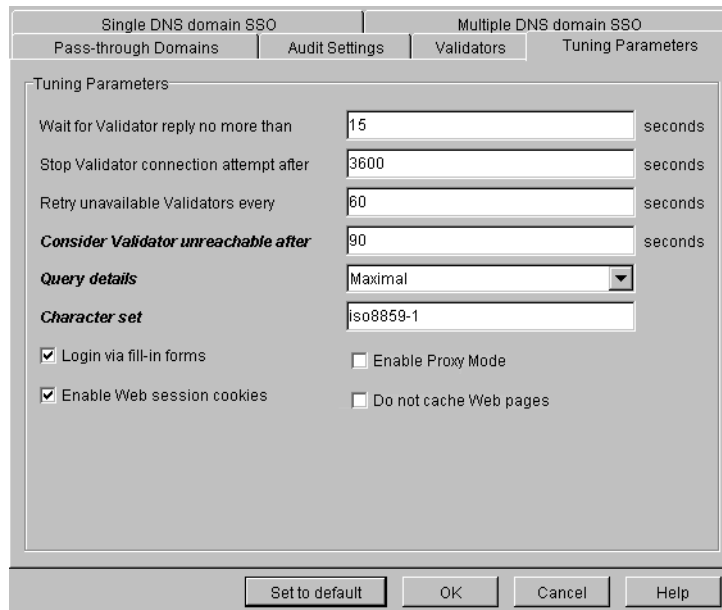 Single DNS domain SSO Multiple DNS domain SSO
Pass-through Domains Audit Settings Validators Tuning Parameters
Tuning Parameters
Wait for Validator reply no more than 15 seconds
Stop Validator connection attempt after 3600 seconds
Retry unavailable Validators every 60 seconds
Consider Validator unreachable after 90 seconds
Query details Maximal
Character set iso8859-1
Login via fill-in forms Enable Proxy Mode
Enable Web session cookies Do not cache Web pages
Set to default OK Cancel Help